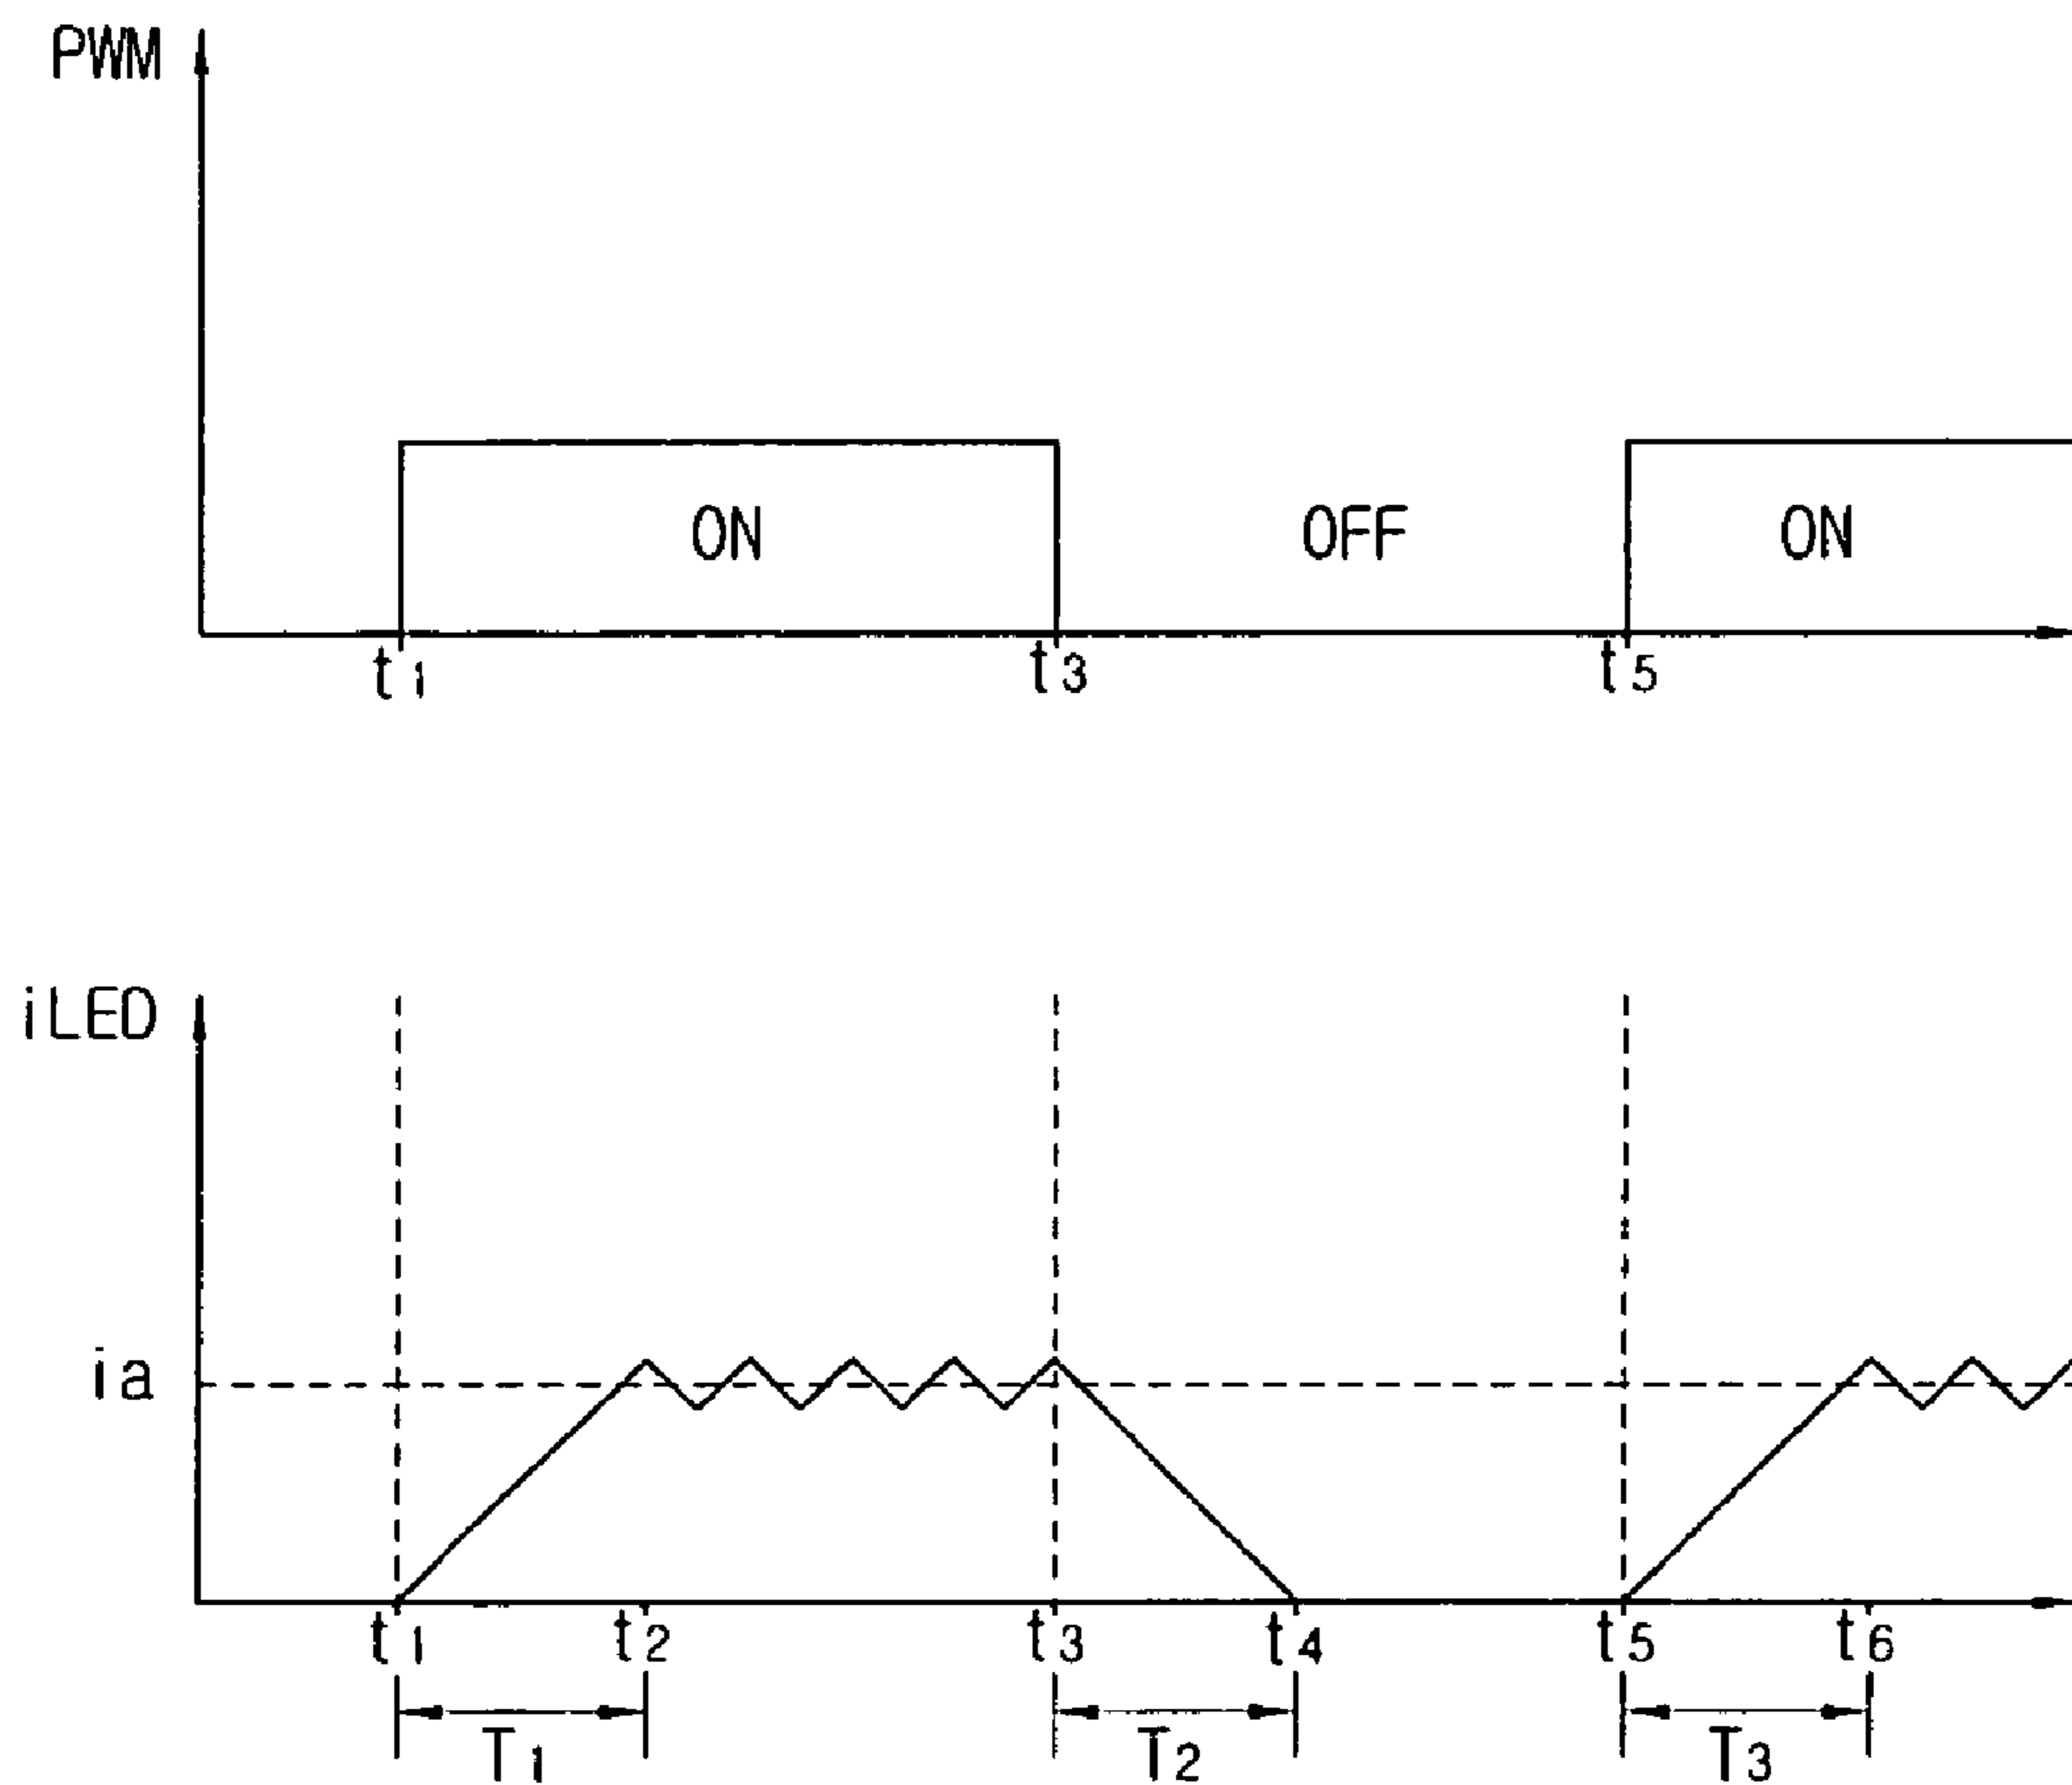 PWM
ON OFF ON
t1 t3 t5
iLED
ia
t1 t2 t3 t4 t5 t6
T1 T2 T3